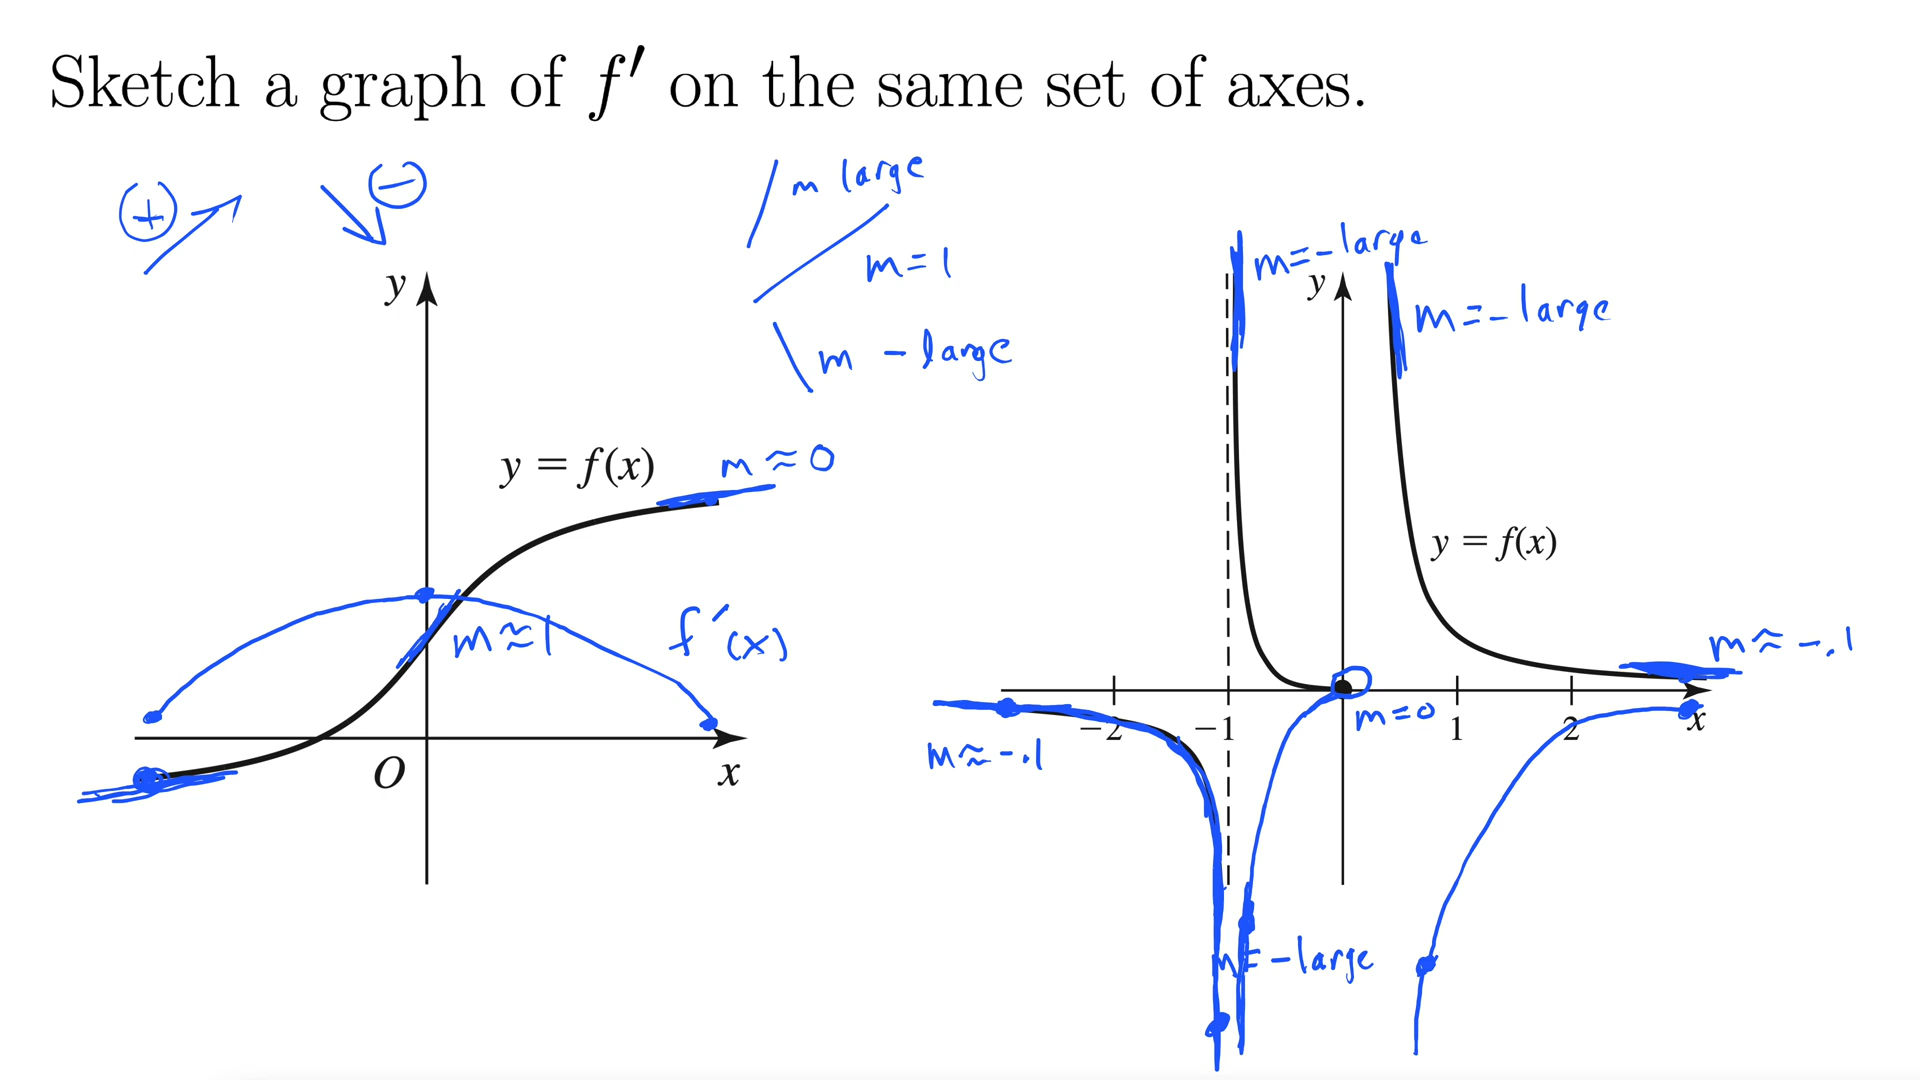 Sketch a graph of f′ on the same set of axes.
+
−
m large
m = 1
m - large
y
y = f(x)
m ≈ 0
m ≈ 1
f′(x)
O
x
m = - large
y
m = - large
y = f(x)
m ≈ -.1
m = 0
−2
−1
1
2
x
m ≈ -.1
m = - large